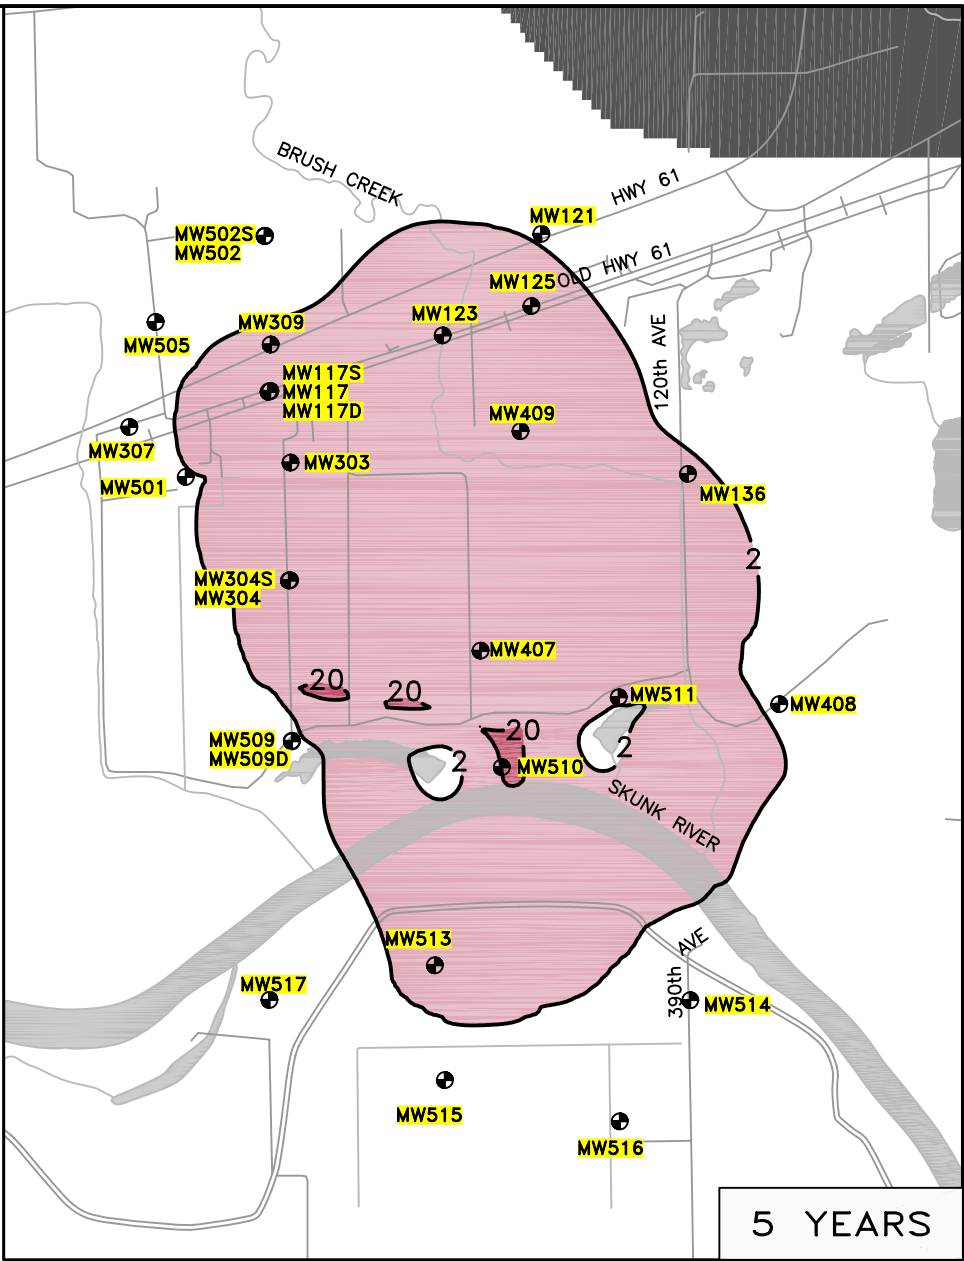 BRUSH CREEK
HWY 61
MW121
MW502S
MW502
OLD HWY 61
MW125
MW123
MW309
MW505
120th AVE
MW117S
MW117
MW117D
MW409
MW307
MW303
MW501
MW136
2
MW304S
MW304
MW407
20
20
MW511
MW408
20
MW509
MW509D
2
2
MW510
SKUNK RIVER
MW513
390th AVE
MW517
MW514
MW515
MW516
5 YEARS